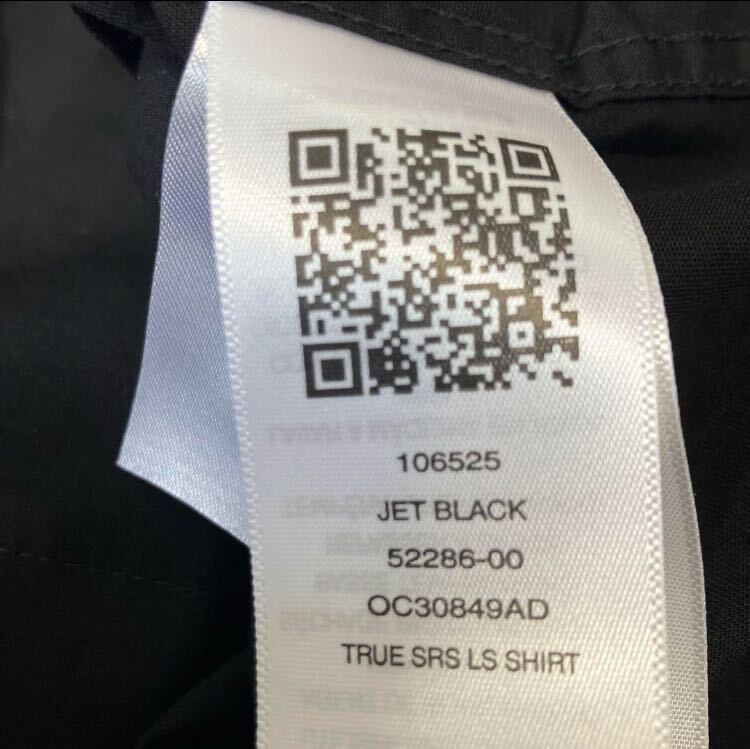 106525
JET BLACK
52286-00
OC30849AD
TRUE SRS LS SHIRT